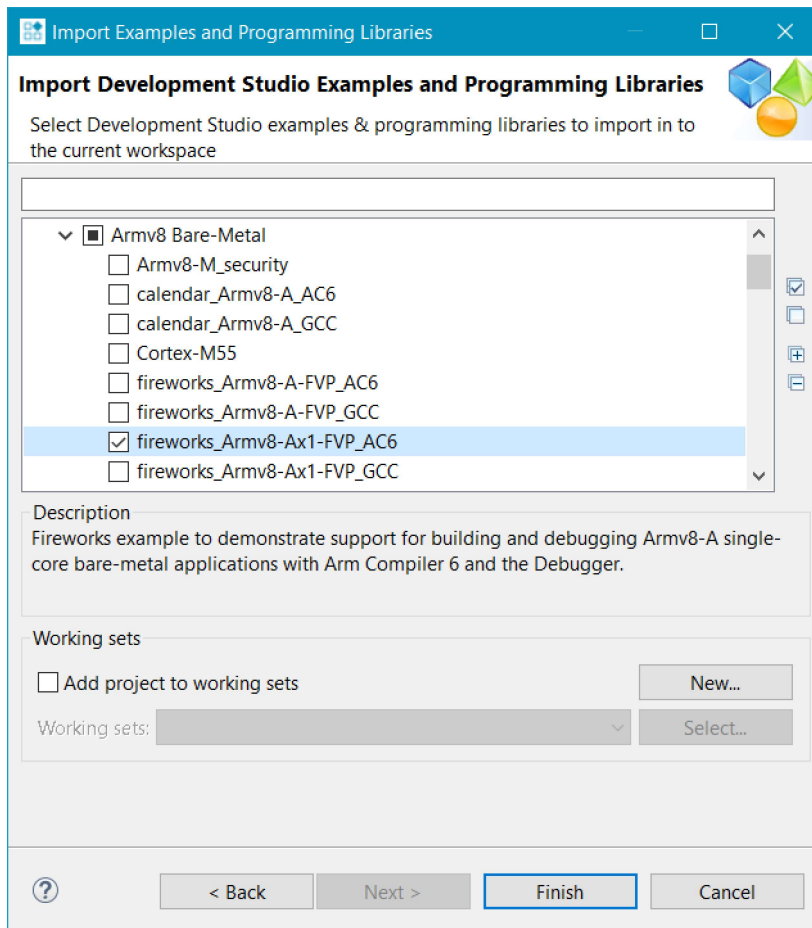 Import Examples and Programming Libraries
Import Development Studio Examples and Programming Libraries
Select Development Studio examples & programming libraries to import in to
the current workspace
Armv8 Bare-Metal
Armv8-M_security
calendar_Armv8-A_AC6
calendar_Armv8-A_GCC
Cortex-M55
fireworks_Armv8-A-FVP_AC6
fireworks_Armv8-A-FVP_GCC
fireworks_Armv8-Ax1-FVP_AC6
fireworks_Armv8-Ax1-FVP_GCC
Description
Fireworks example to demonstrate support for building and debugging Armv8-A single-
core bare-metal applications with Arm Compiler 6 and the Debugger.
Working sets
Add project to working sets
New...
Working sets:
Select...
< Back
Next >
Finish
Cancel